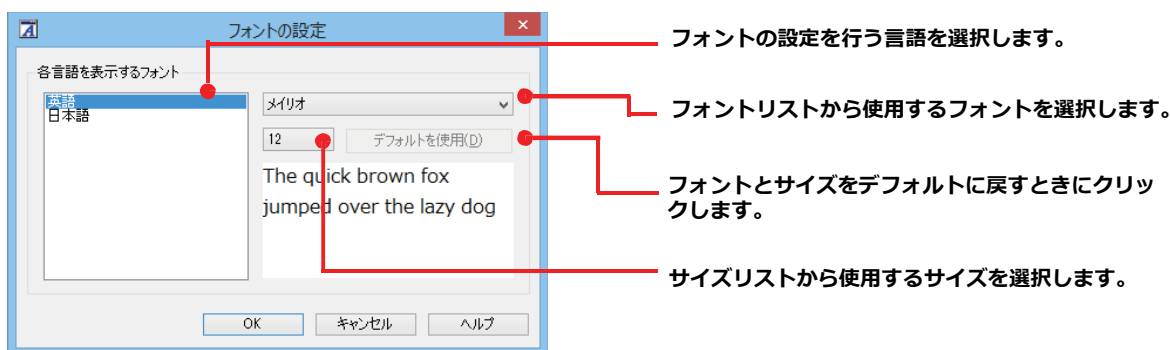 フォントの設定
各言語を表示するフォント
英語
日本語
メイリオ
12
デフォルトを使用(D)
The quick brown fox
jumped over the lazy dog
OK
キャンセル
ヘルプ
フォントの設定を行う言語を選択します。
フォントリストから使用するフォントを選択します。
フォントとサイズをデフォルトに戻すときにクリッ
クします。
サイズリストから使用するサイズを選択します。